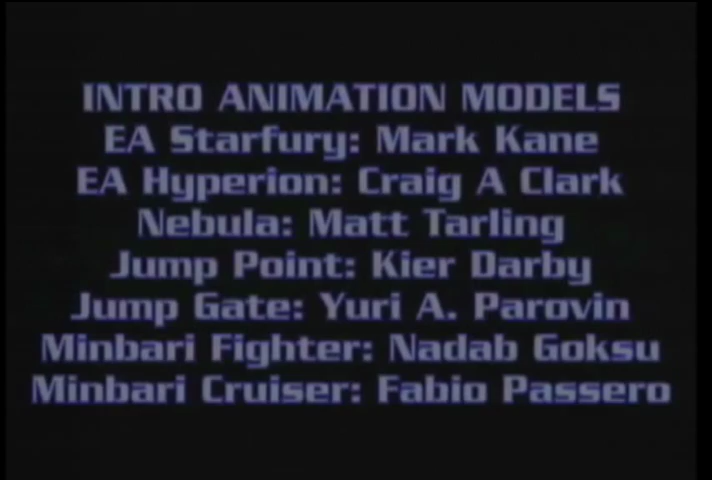 INTRO ANIMATION MODELS
EA Starfury: Mark Kane
EA Hyperion: Craig A Clark
Nebula: Matt Tarling
Jump Point: Kier Darby
Jump Gate: Yuri A. Parovin
Minbari Fighter: Nadab Goksu
Minbari Cruiser: Fabio Passero